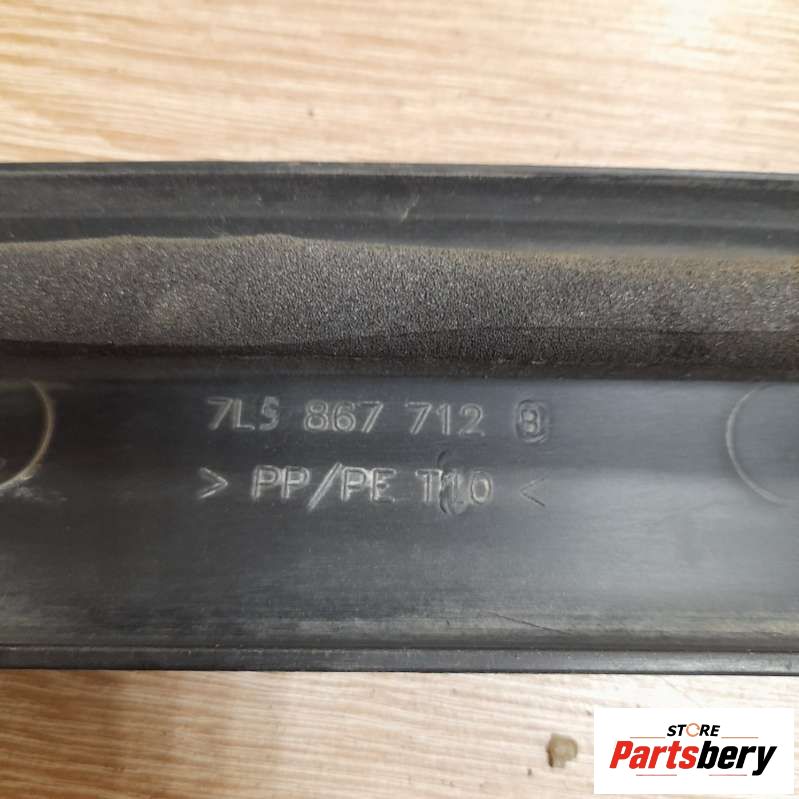 7L5 867 712 B
> PP/PE T10 <
STORE
Partsbery